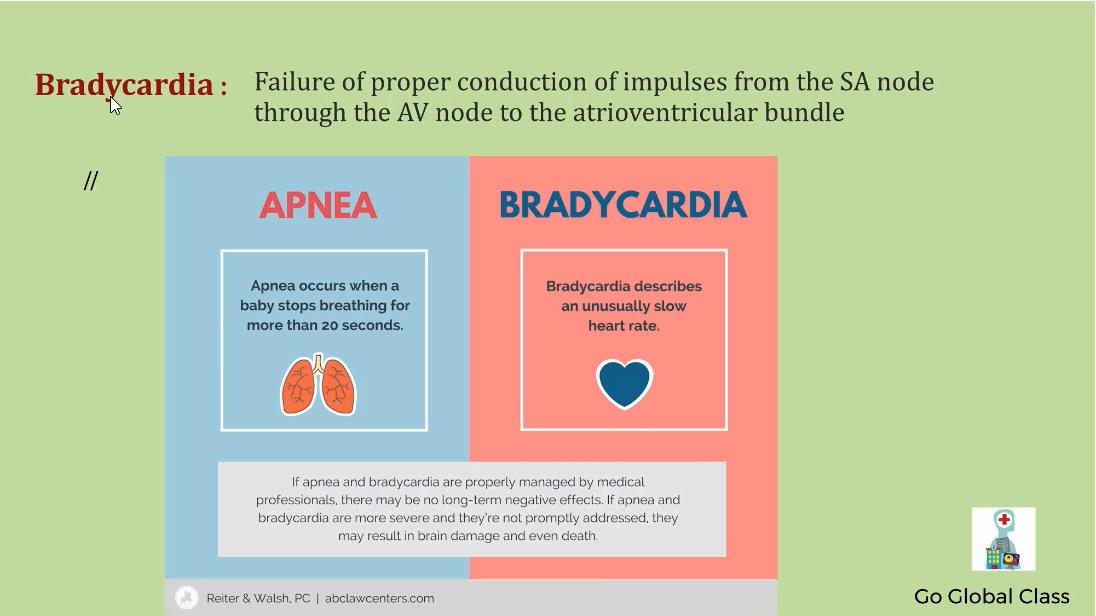 Bradycardia : Failure of proper conduction of impulses from the SA node
through the AV node to the atrioventricular bundle
//
APNEA
Apnea occurs when a
baby stops breathing for
more than 20 seconds.
BRADYCARDIA
Bradycardia describes
an unusually slow
heart rate.
If apnea and bradycardia are properly managed by medical
professionals, there may be no long-term negative effects. If apnea and
bradycardia are more severe and they're not promptly addressed, they
may result in brain damage and even death.
Reiter & Walsh, PC | abclawcenters.com
Go Global Class